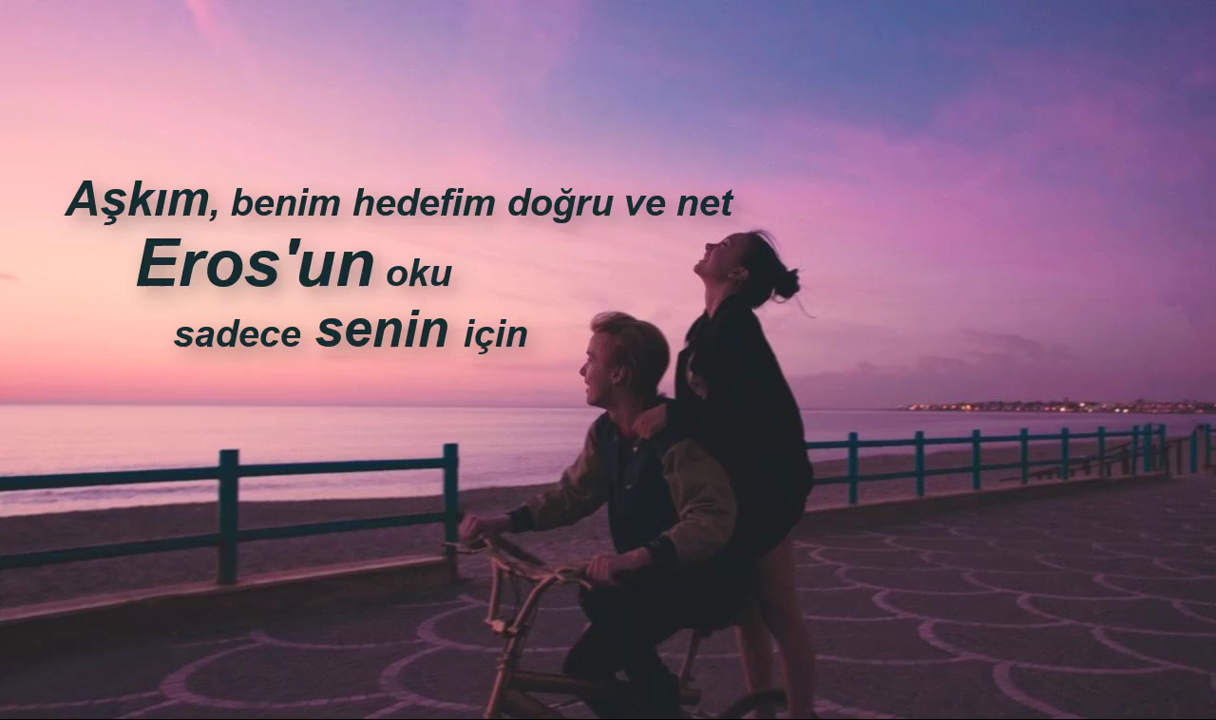 Aşkım, benim hedefim doğru ve net
Eros'un oku
sadece senin için